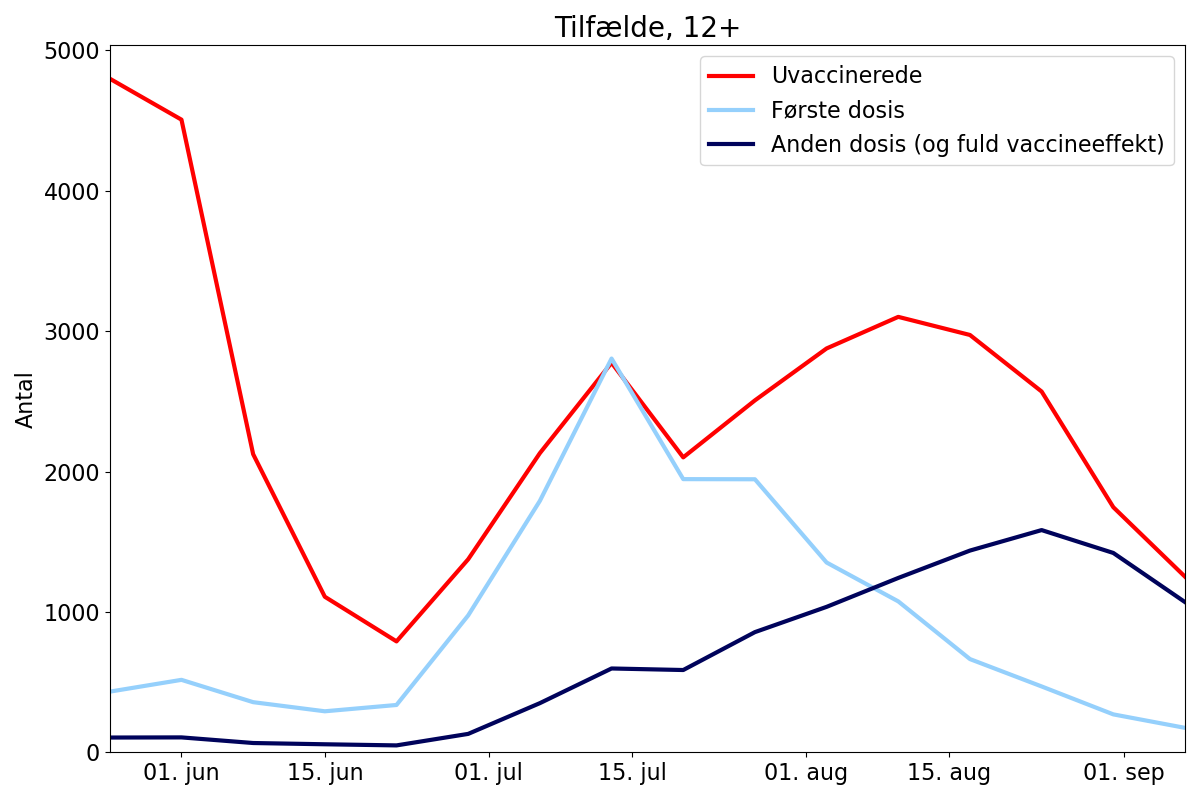 Tilfælde, 12+
Uvaccinerede
Første dosis
Anden dosis (og fuld vaccineeffekt)
Antal
5000
4000
3000
2000
1000
0
01. jun
15. jun
01. jul
15. jul
01. aug
15. aug
01. sep